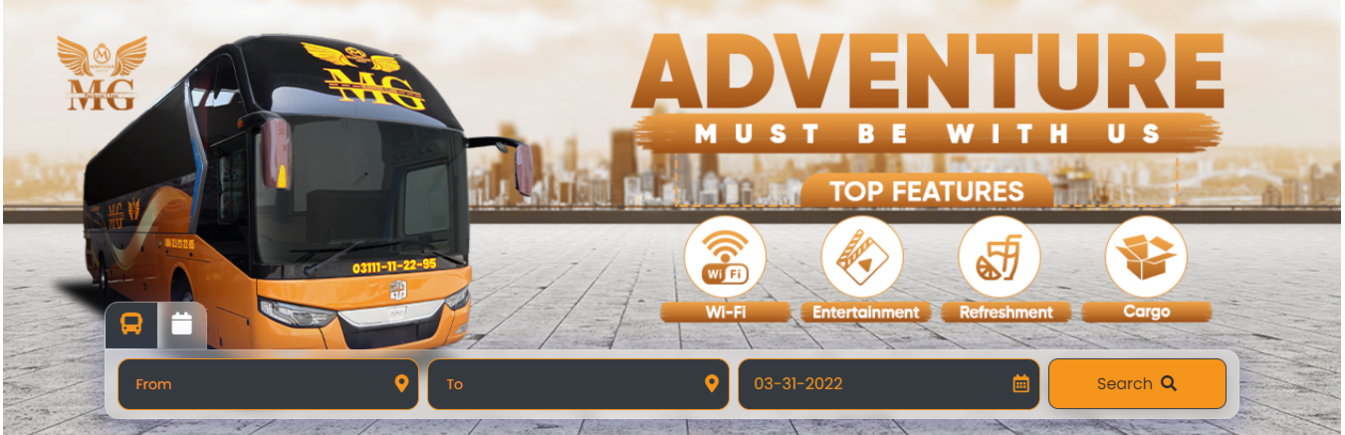 MG
MG
ADVENTURE
MUST BE WITH US
TOP FEATURES
Wi Fi
Wi-Fi
Entertainment
Refreshment
Cargo
MG
03111-11-22-95
From
To
03-31-2022
Search